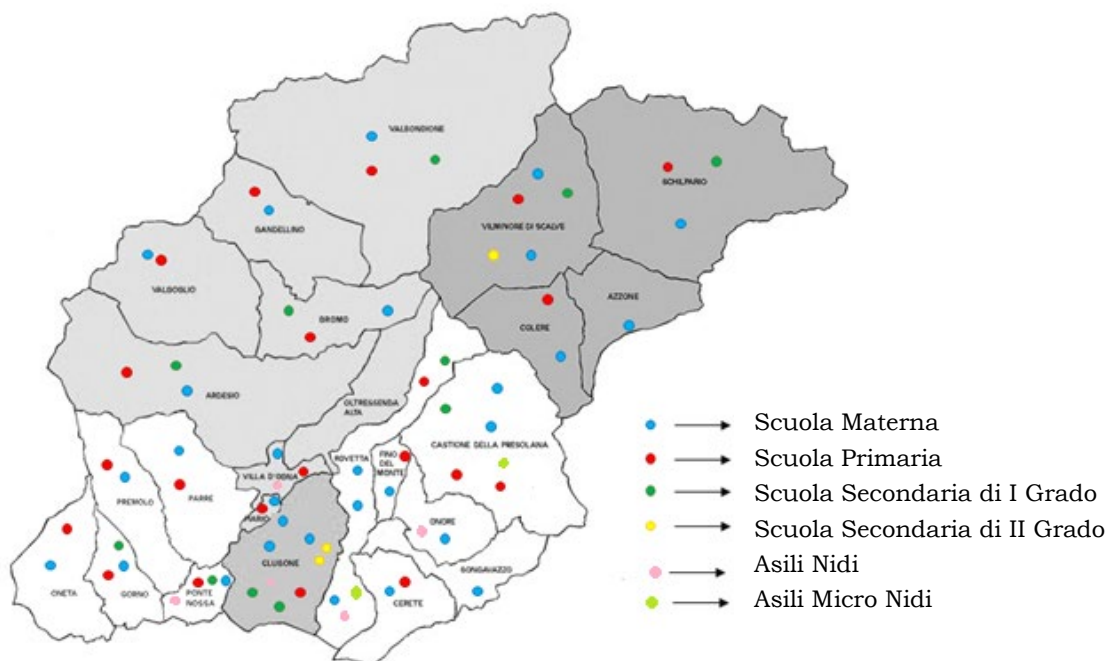 VALBONDIONE
SCHILPARIO
GANDELLINO
VILMINORE DI SCALVE
VALGOGLIO
AZZONE
GROMO
COLERE
ARDESIO
OLTRESSENDA
ALTA
Scuola Materna
CASTIONE DELLA PRESOLANA
ROVETTA
FINO
DEL
MONTE
Scuola Primaria
VILLA D'OGNA
PREMOLO
PARRE
Scuola Secondaria di I Grado
ONORE
Scuola Secondaria di II Grado
CLUSONE
Asili Nidi
SONGAVAZZO
ONETA
GORNO
PONTE
NOSSA
CERETE
Asili Micro Nidi